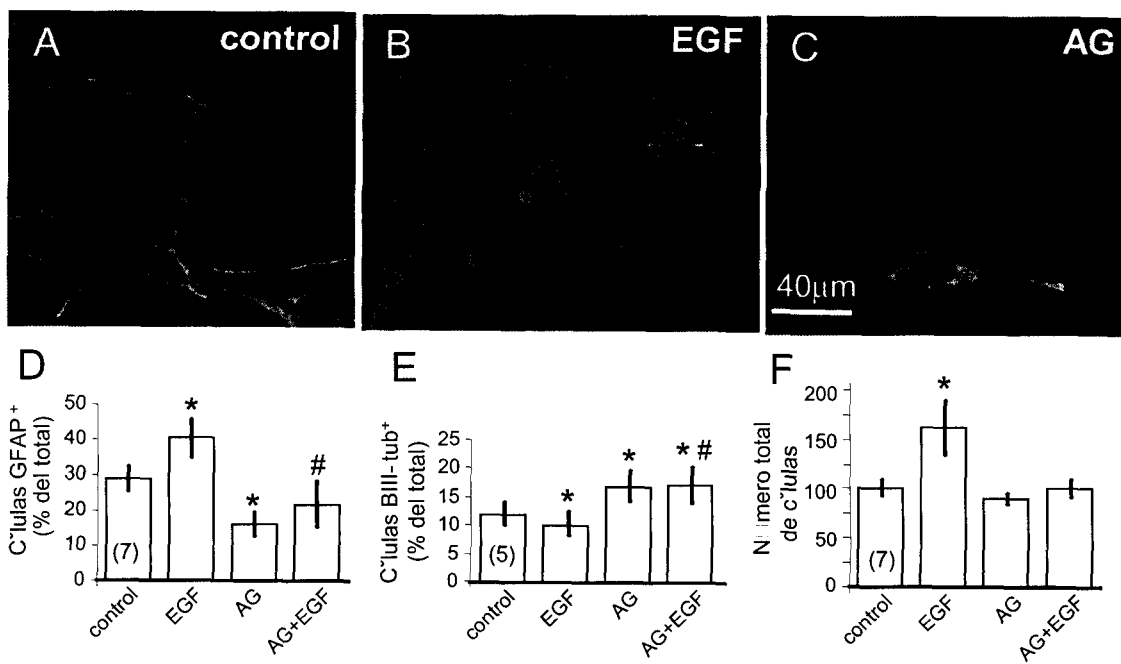 A control
B EGF
C AG
40µm
D
C˜lulas GFAP+
(% del total)
50
40
30
20
10
0
*
*
#
(7)
control
EGF
AG
AG+EGF
E
C˜lulas BIII-tub+
(% del total)
25
20
15
10
5
0
*
*
* #
(5)
control
EGF
AG
AG+EGF
F
N mero total
de c˜lulas
200
150
100
50
0
*
(7)
control
EGF
AG
AG+EGF